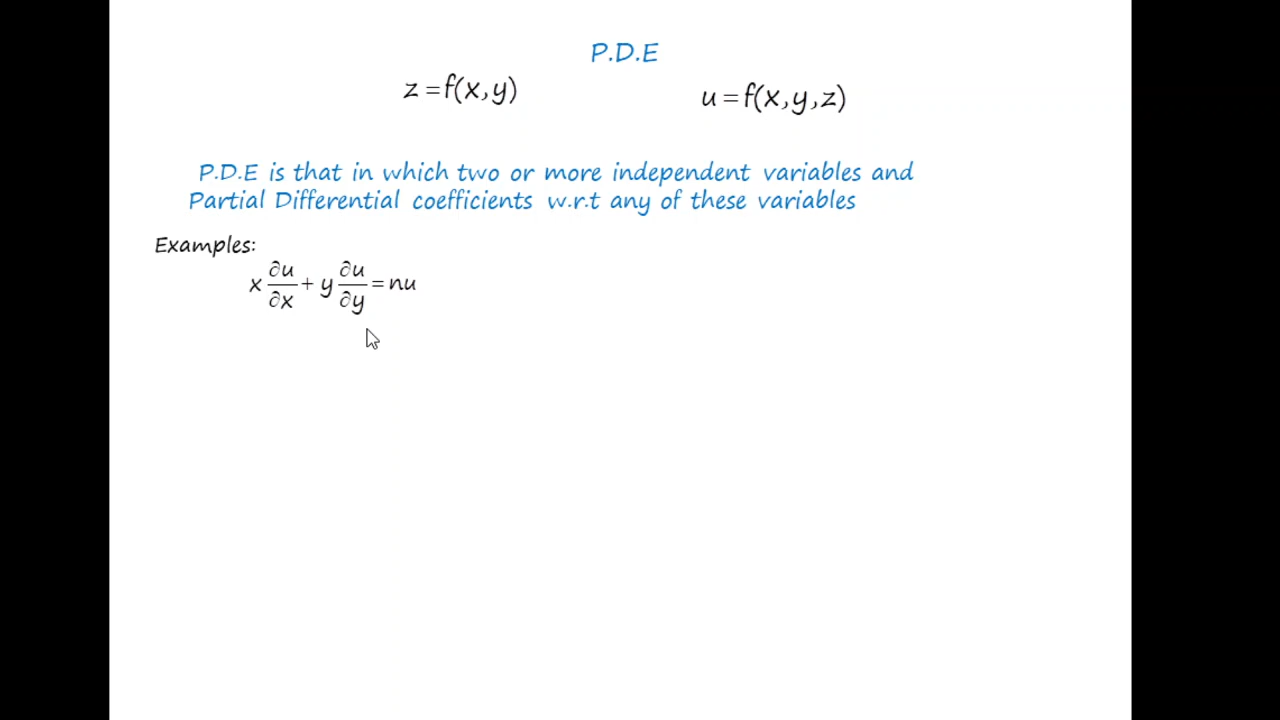 P.D.E
z = f(x, y)
u = f(x, y, z)
P.D.E is that in which two or more independent variables and
Partial Differential coefficients w.r.t any of these variables
Examples:
x ∂u/∂x + y ∂u/∂y = nu